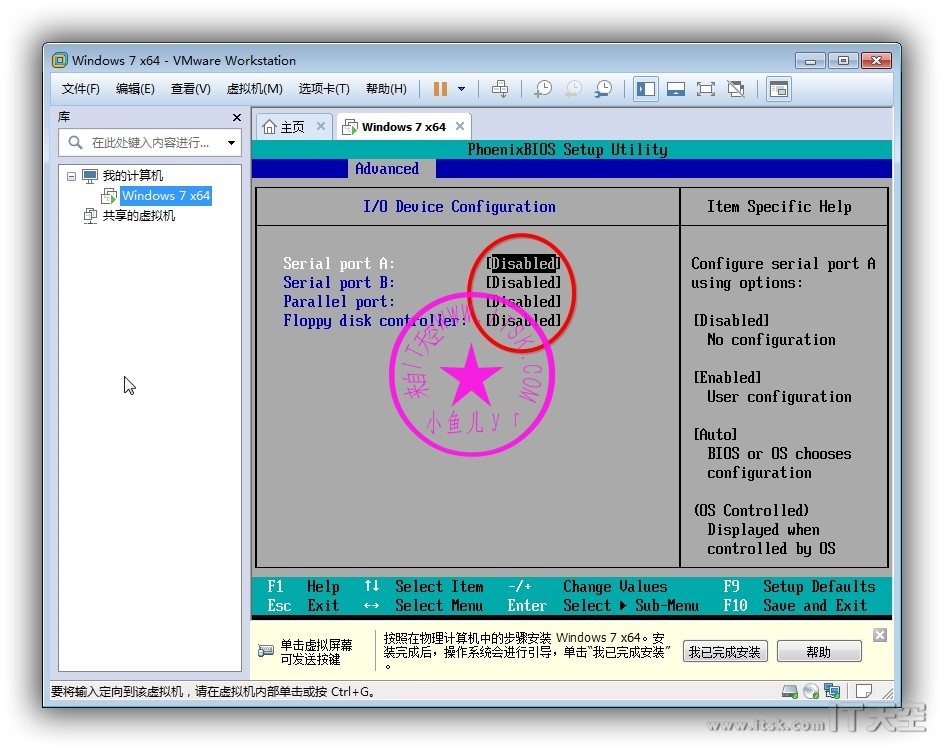 Windows 7 x64 - VMware Workstation
文件(F) 编辑(E) 查看(V) 虚拟机(M) 选项卡(T) 帮助(H)
库
在此处键入内容进行...
我的计算机
Windows 7 x64
共享的虚拟机
主页 Windows 7 x64
PhoenixBIOS Setup Utility
Advanced
I/O Device Configuration
Item Specific Help
Serial port A: [Disabled]
Serial port B: [Disabled]
Parallel port: [Disabled]
Floppy disk controller: [Disabled]
Configure serial port A
using options:
[Disabled]
No configuration
[Enabled]
User configuration
[Auto]
BIOS or OS chooses
configuration
(OS Controlled)
Displayed when
controlled by OS
来自/IT天空www.ITSK.COM
小鱼儿yr
F1 Help ↑↓ Select Item -/+ Change Values F9 Setup Defaults
Esc Exit ↔ Select Menu Enter Select ▶ Sub-Menu F10 Save and Exit
单击虚拟屏幕
可发送按键
按照在物理计算机中的步骤安装 Windows 7 x64。安
装完成后，操作系统会进行引导，单击“我已完成安装”
。
我已完成安装 帮助
要将输入定向到该虚拟机，请在虚拟机内部单击或按 Ctrl+G。
www.itsk.com IT天空